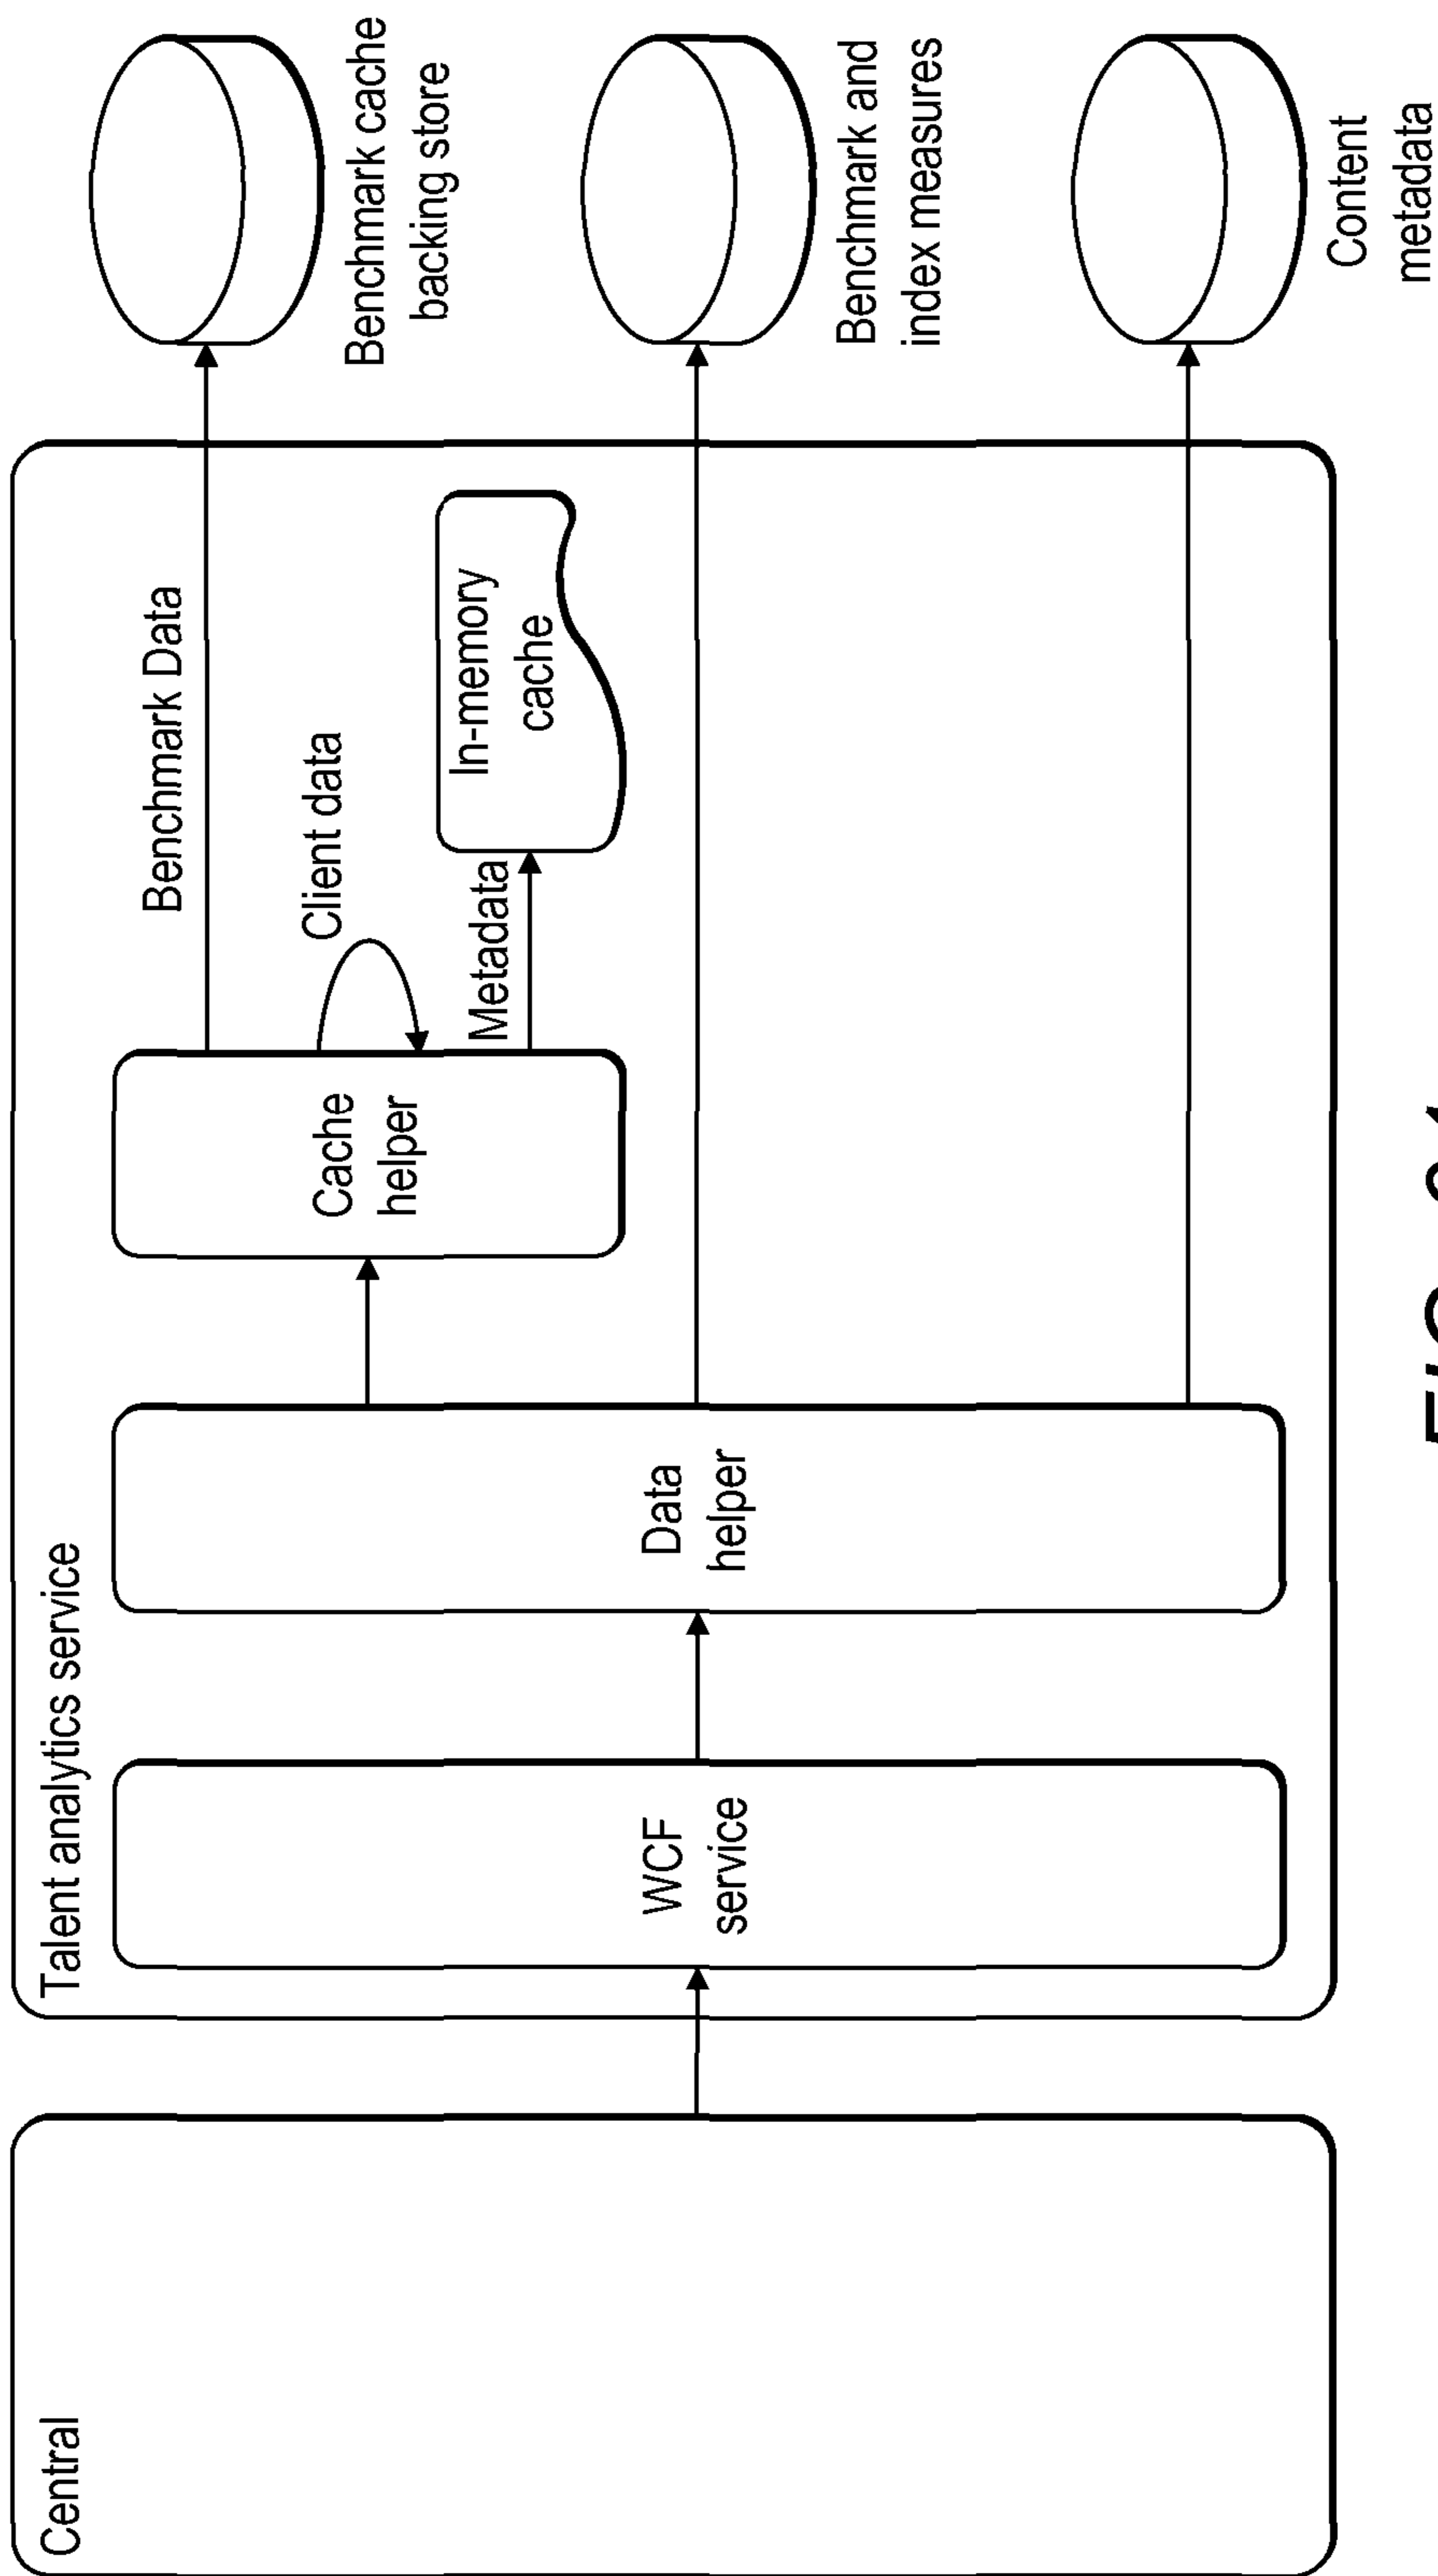 Central
Talent analytics service
WCF
service
Data
helper
Cache
helper
Benchmark Data
Client data
Metadata
In-memory
cache
Benchmark cache
backing store
Benchmark and
index measures
Content
metadata
FIG.